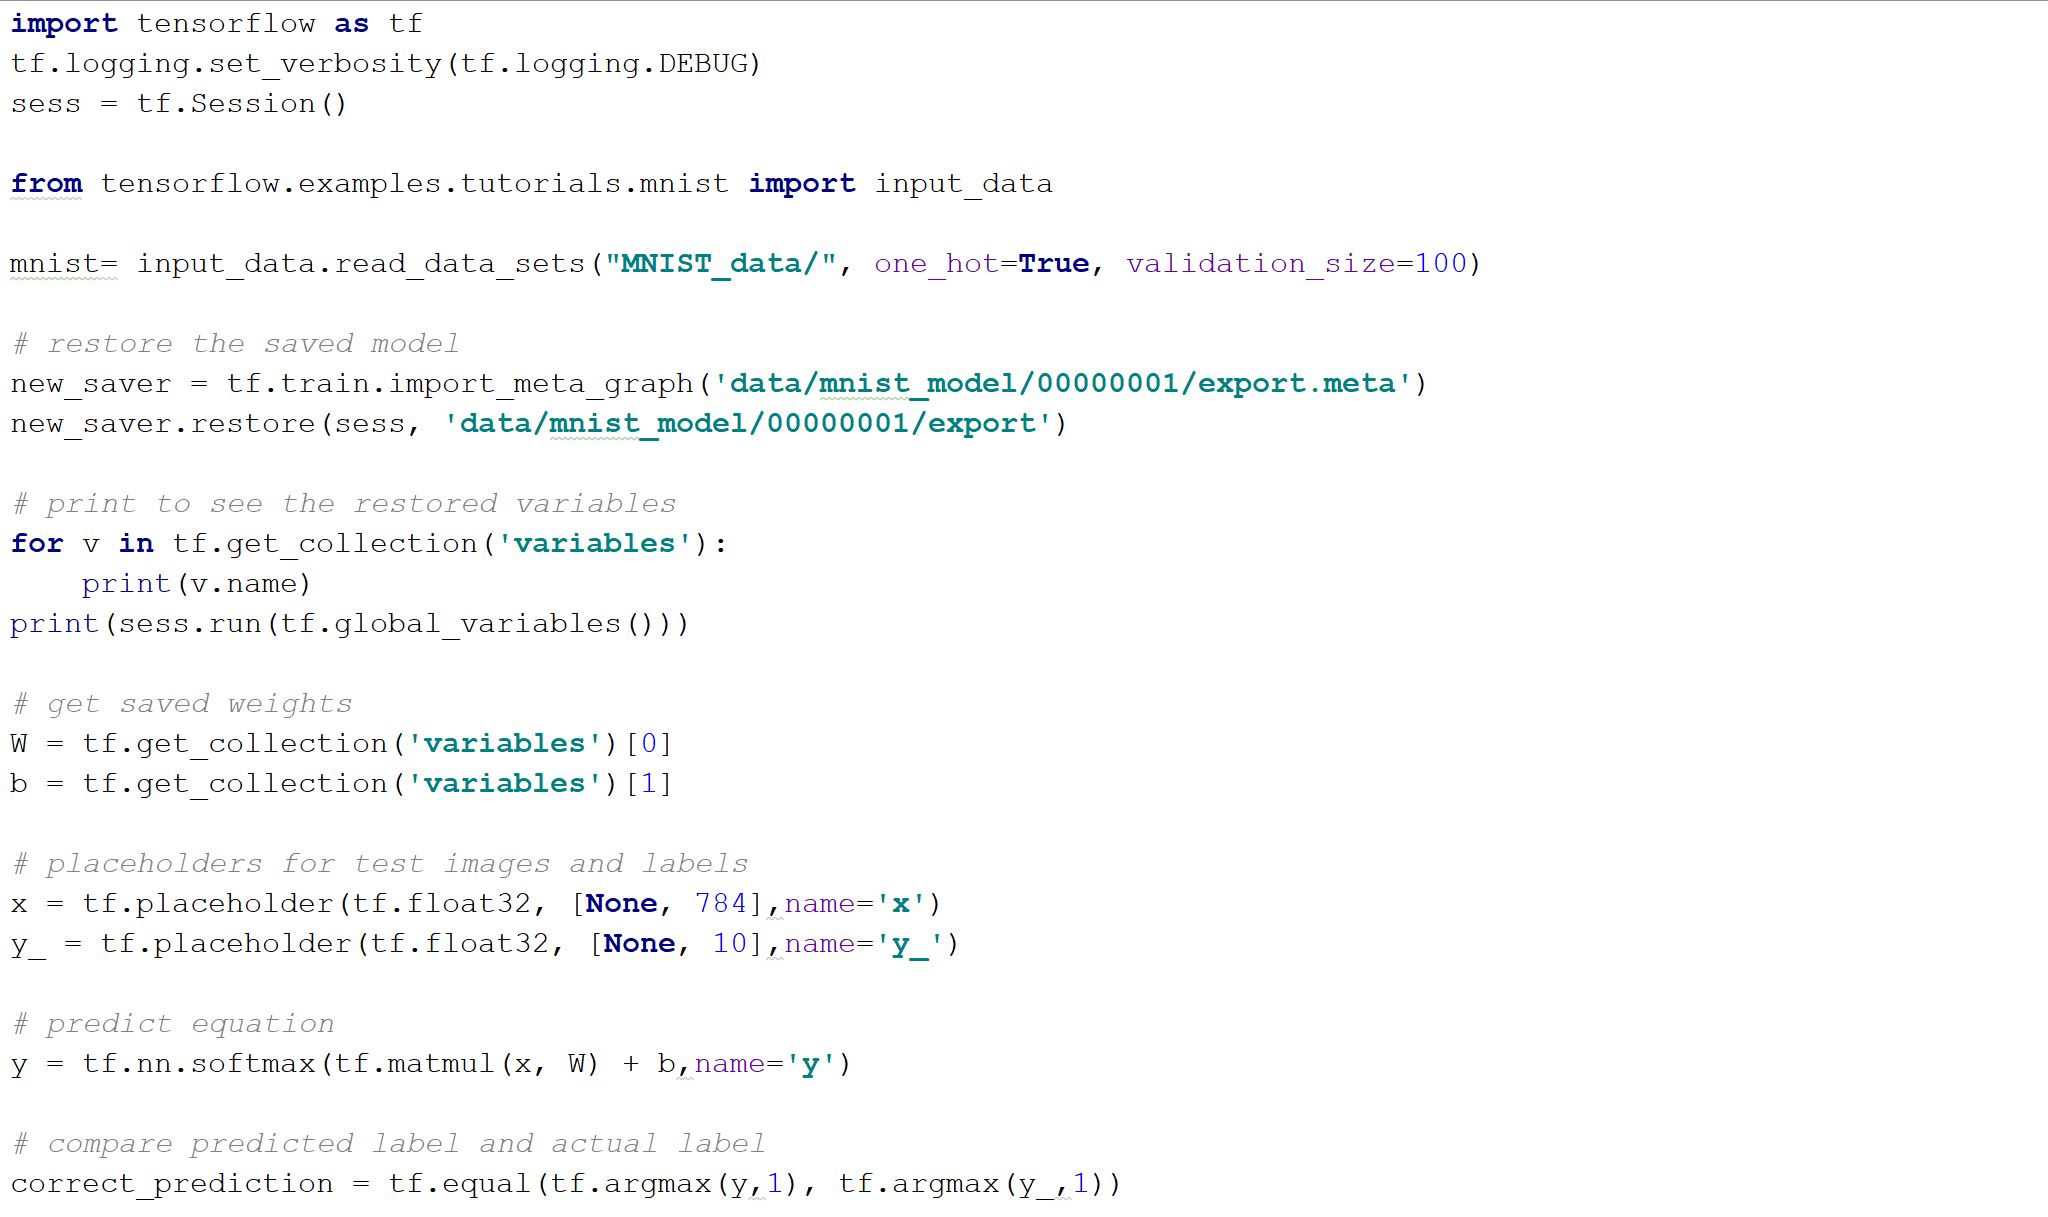 import tensorflow as tf
tf.logging.set_verbosity(tf.logging.DEBUG)
sess = tf.Session()
from tensorflow.examples.tutorials.mnist import input_data
mnist= input_data.read_data_sets("MNIST_data/", one_hot=True, validation_size=100)
# restore the saved model
new_saver = tf.train.import_meta_graph('data/mnist_model/00000001/export.meta')
new_saver.restore(sess, 'data/mnist_model/00000001/export')
# print to see the restored variables
for v in tf.get_collection('variables'):
    print(v.name)
print(sess.run(tf.global_variables()))
# get saved weights
W = tf.get_collection('variables')[0]
b = tf.get_collection('variables')[1]
# placeholders for test images and labels
x = tf.placeholder(tf.float32, [None, 784],name='x')
y_ = tf.placeholder(tf.float32, [None, 10],name='y_')
# predict equation
y = tf.nn.softmax(tf.matmul(x, W) + b,name='y')
# compare predicted label and actual label
correct_prediction = tf.equal(tf.argmax(y,1), tf.argmax(y_,1))